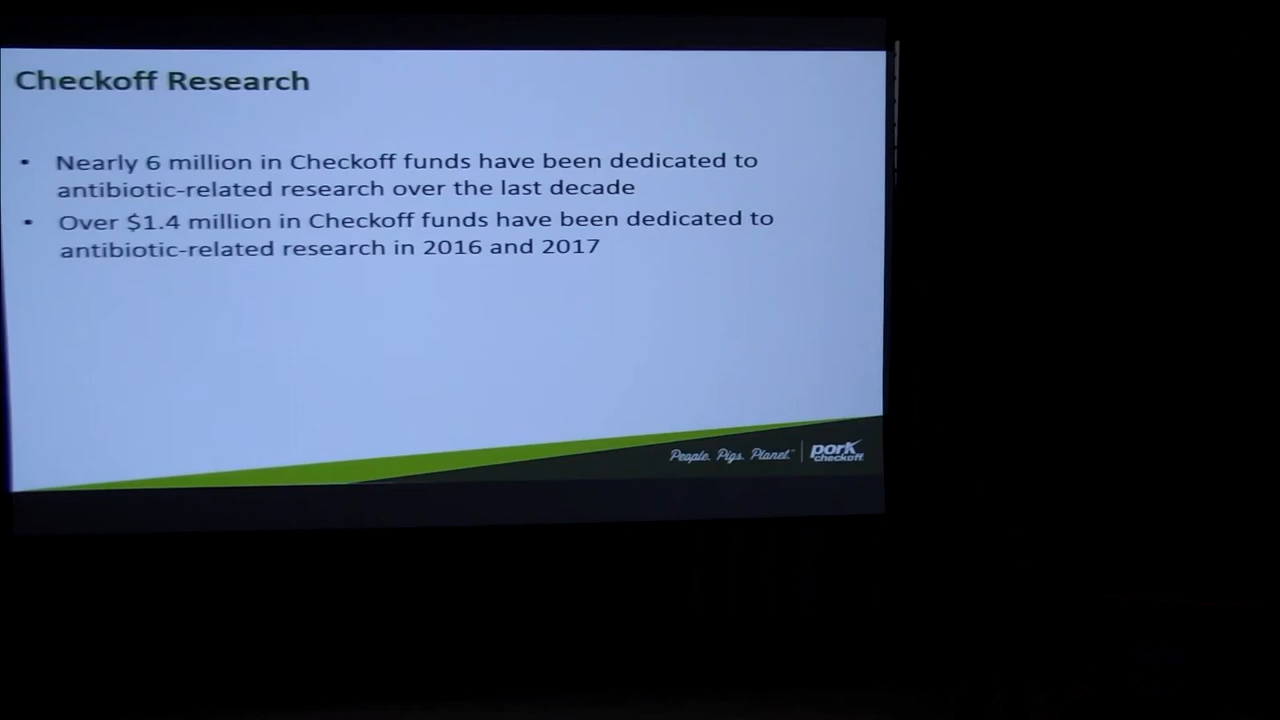 Checkoff Research
• Nearly 6 million in Checkoff funds have been dedicated to
antibiotic-related research over the last decade
• Over $1.4 million in Checkoff funds have been dedicated to
antibiotic-related research in 2016 and 2017
People. Pigs. Planet.™
pork
checkoff